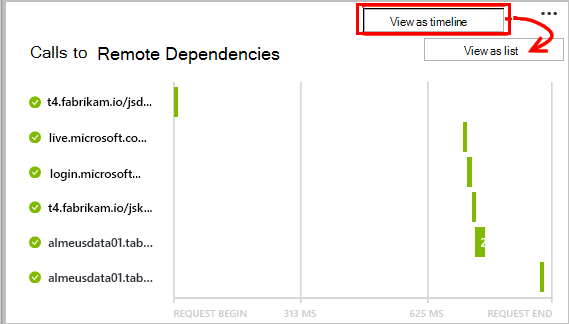 View as timeline
...
View as list
Calls to Remote Dependencies
t4.fabrikam.io/jsd...
live.microsoft.co...
login.microsoft...
t4.fabrikam.io/jsk...
almeusdata01.tab...
2
almeusdata01.tab...
REQUEST BEGIN 313 MS 625 MS REQUEST END